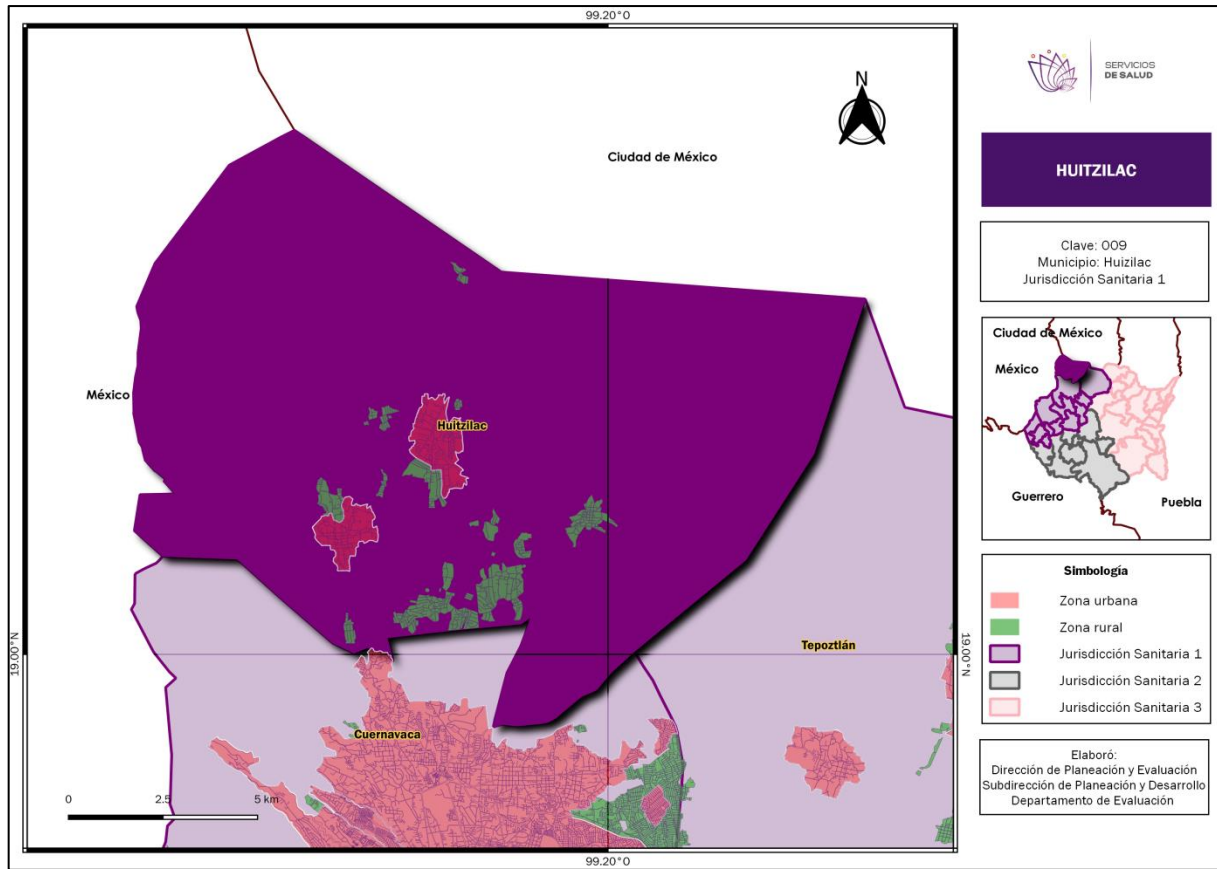 99.20°O
N
Ciudad de México
México
Huitzilac
Tepoztlán
19.00°N
19.00°N
Cuernavaca
0 2.5 5 km
99.20°O
SERVICIOS
DE SALUD
HUITZILAC
Clave: 009
Municipio: Huizilac
Jurisdicción Sanitaria 1
Ciudad de México
México
Guerrero
Puebla
Simbología
Zona urbana
Zona rural
Jurisdicción Sanitaria 1
Jurisdicción Sanitaria 2
Jurisdicción Sanitaria 3
Elaboró:
Dirección de Planeación y Evaluación
Subdirección de Planeación y Desarrollo
Departamento de Evaluación